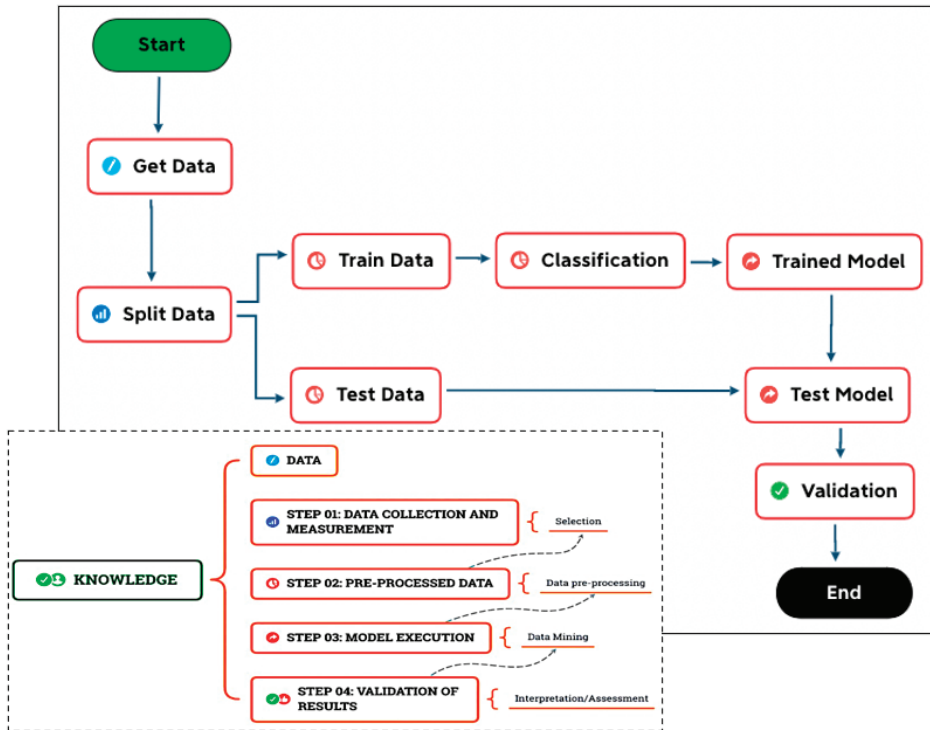 Start
Get Data
Split Data
Train Data
Classification
Trained Model
Test Data
Test Model
Validation
End
KNOWLEDGE
DATA
STEP 01: DATA COLLECTION AND
MEASUREMENT
Selection
STEP 02: PRE-PROCESSED DATA
Data pre-processing
STEP 03: MODEL EXECUTION
Data Mining
STEP 04: VALIDATION OF
RESULTS
Interpretation/Assessment